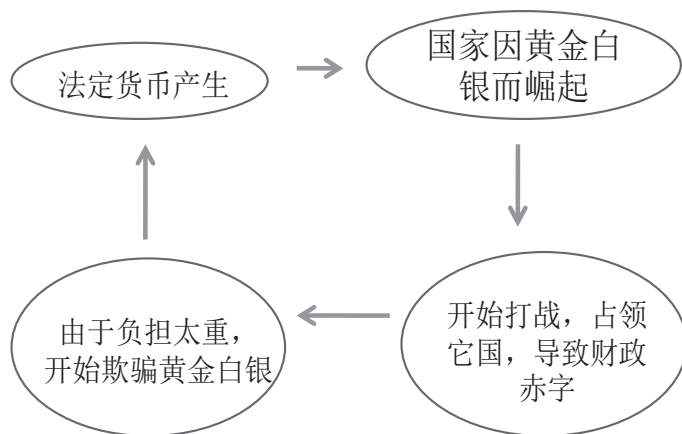 法定货币产生
国家因黄金白
银而崛起
由于负担太重，
开始欺骗黄金白银
开始打战，占领
它国，导致财政
赤字